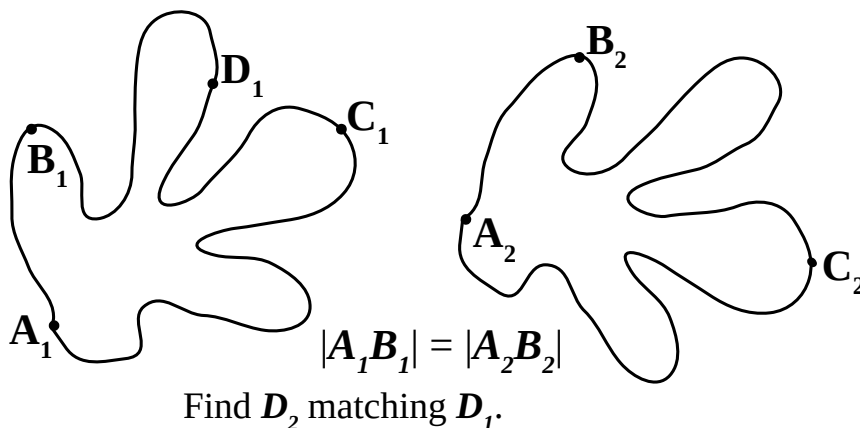 B₂
D₁
C₁
B₁
A₂
C₂
A₁
|A₁B₁| = |A₂B₂|
Find D₂ matching D₁.